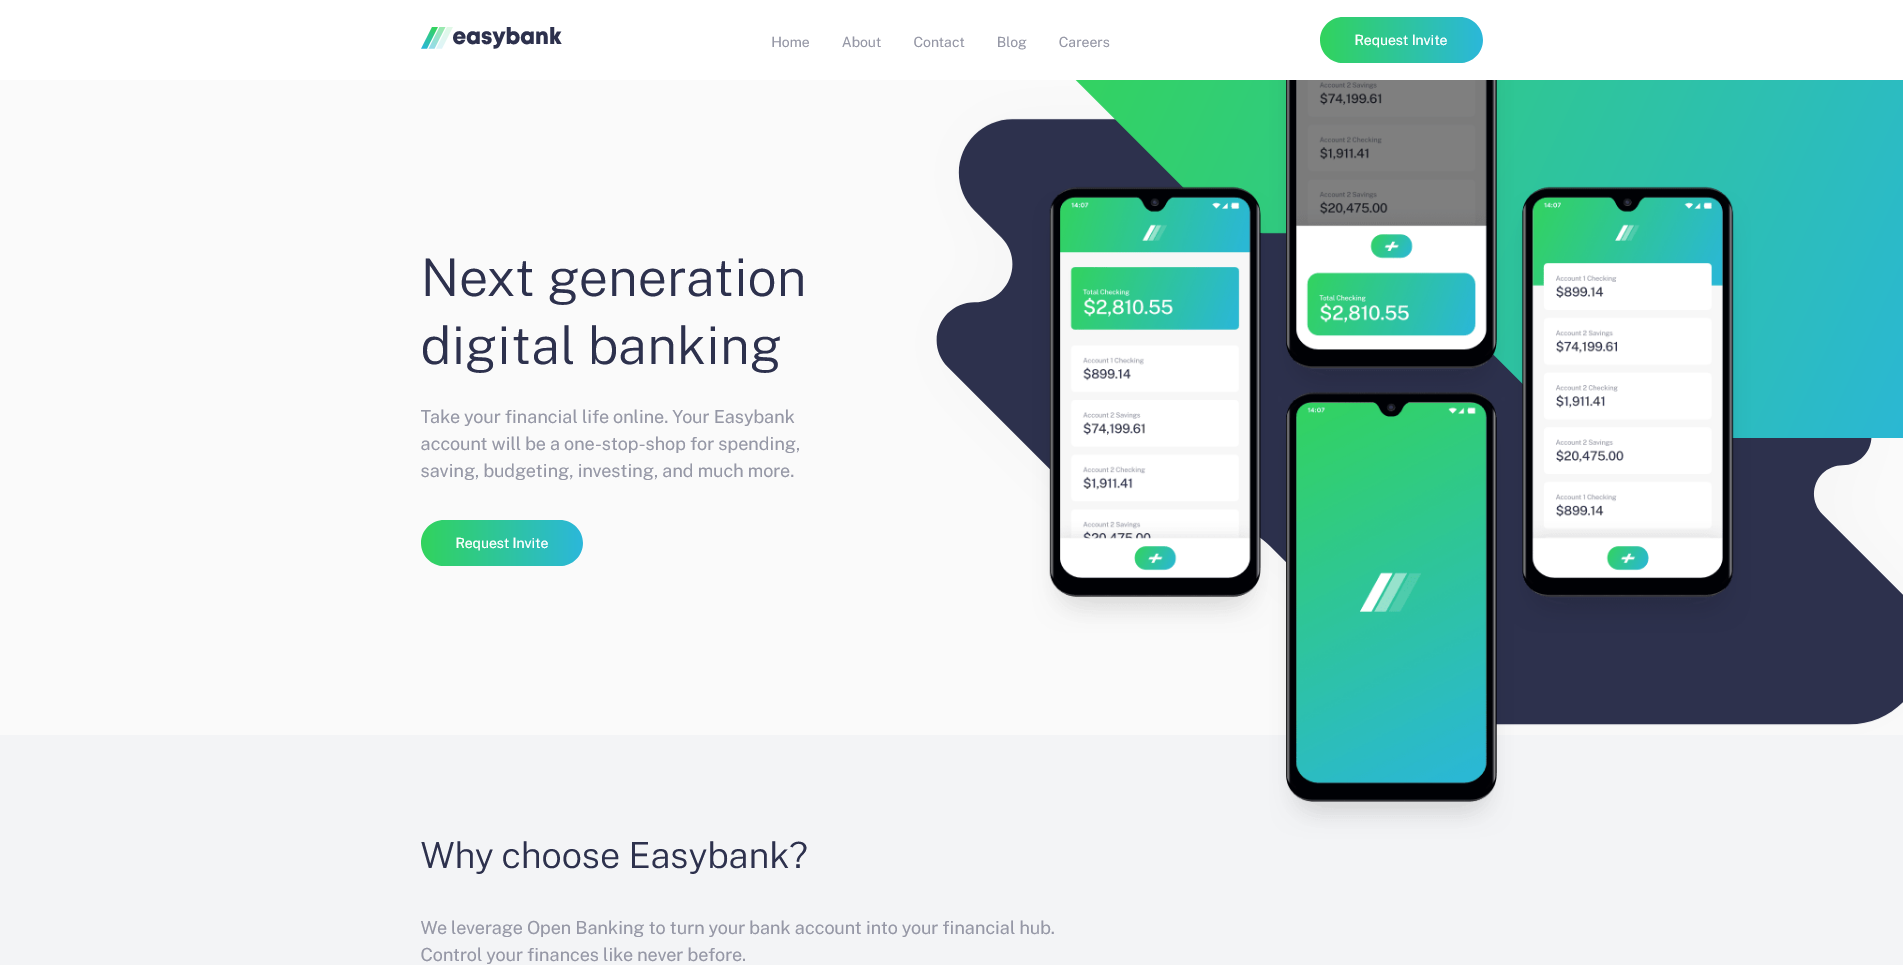 easybank
Home
About
Contact
Blog
Careers
Request Invite
Next generation
digital banking
Take your financial life online. Your Easybank
account will be a one-stop-shop for spending,
saving, budgeting, investing, and much more.
Request Invite
14:07
Total Checking
$2,810.55
Account 1 Checking
$899.14
Account 2 Savings
$74,199.61
Account 2 Checking
$1,911.41
Account 2 Savings
$20,475.00
Account 2 Savings
$74,199.61
Account 2 Checking
$1,911.41
Account 2 Savings
$20,475.00
Total Checking
$2,810.55
14:07
14:07
Account 1 Checking
$899.14
Account 2 Savings
$74,199.61
Account 2 Checking
$1,911.41
Account 2 Savings
$20,475.00
Account 1 Checking
$899.14
Why choose Easybank?
We leverage Open Banking to turn your bank account into your financial hub.
Control your finances like never before.